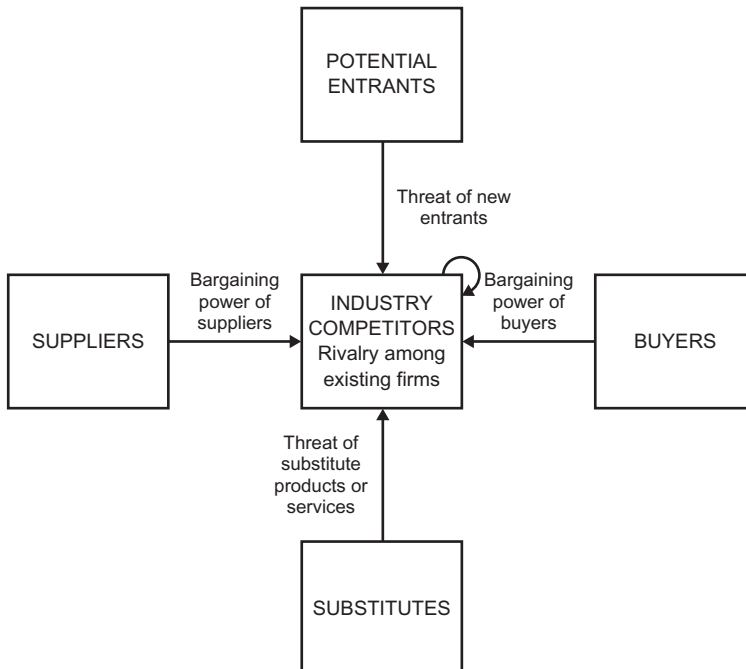 POTENTIAL
ENTRANTS
Threat of new
entrants
Bargaining
power of
suppliers
Bargaining
power of
buyers
SUPPLIERS
INDUSTRY
COMPETITORS
Rivalry among
existing firms
BUYERS
Threat of
substitute
products or
services
SUBSTITUTES